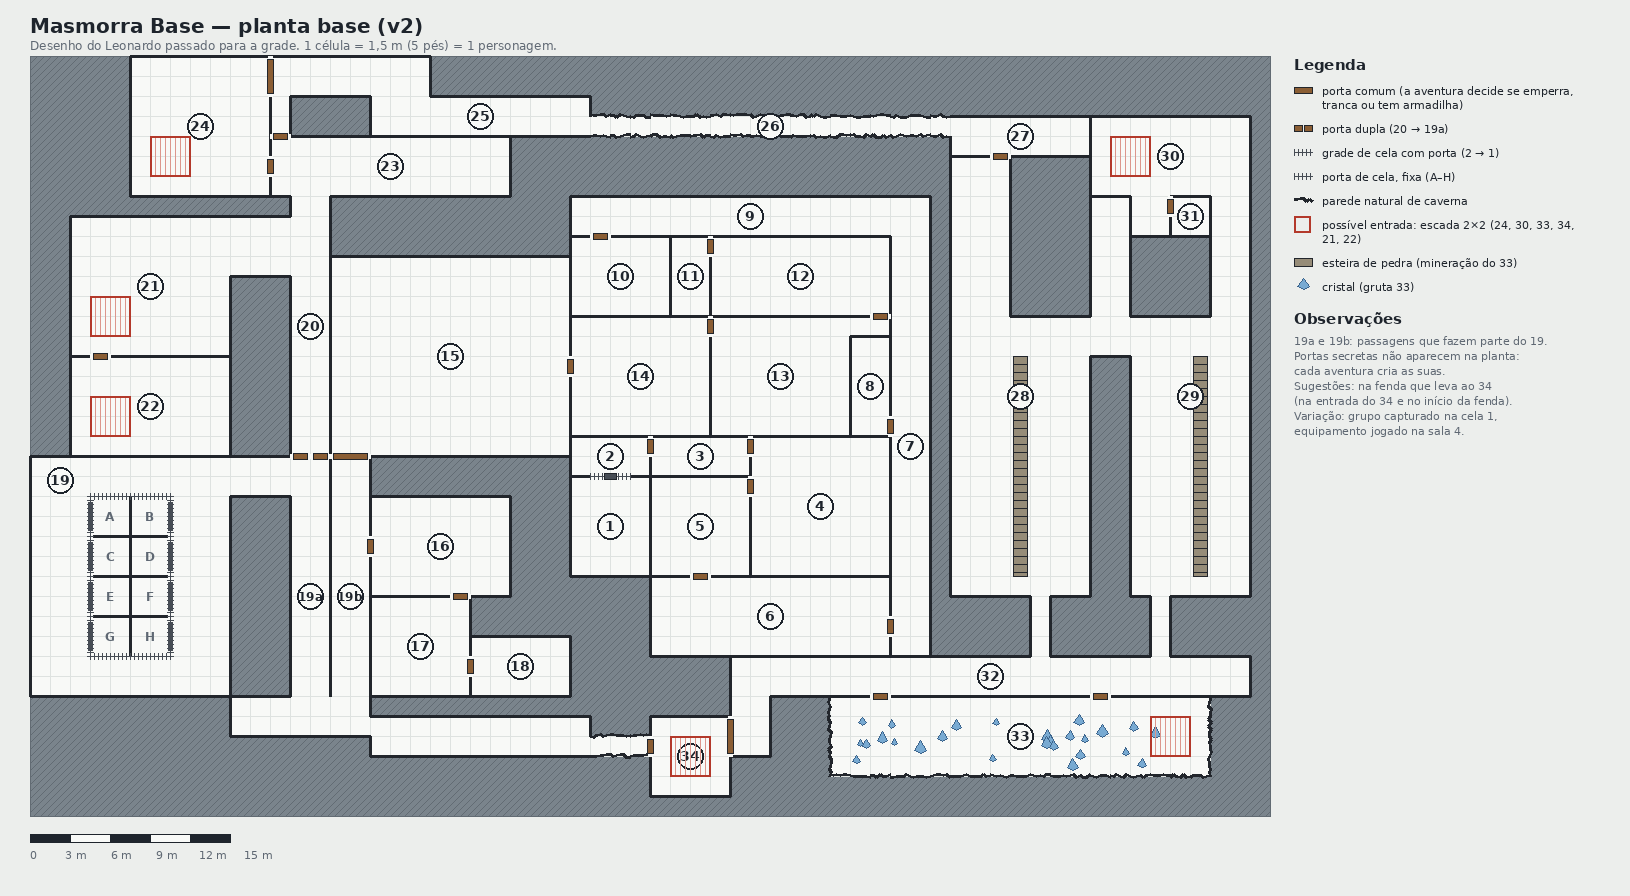 Masmorra Base — planta base (v2)
Desenho do Leonardo passado para a grade. 1 célula = 1,5 m (5 pés) = 1 personagem.
24
25
26
27
30
23
31
9
21
10
11
12
20
15
14
13
8
28
29
22
7
2
3
19
4
1
5
16
A B
C D
E F
G H
19a
19b
6
17
18
32
33
34
0 3 m 6 m 9 m 12 m 15 m
Legenda
porta comum (a aventura decide se emperra,
tranca ou tem armadilha)
porta dupla (20 → 19a)
grade de cela com porta (2 → 1)
porta de cela, fixa (A–H)
parede natural de caverna
possível entrada: escada 2×2 (24, 30, 33, 34,
21, 22)
esteira de pedra (mineração do 33)
cristal (gruta 33)
Observações
19a e 19b: passagens que fazem parte do 19.
Portas secretas não aparecem na planta:
cada aventura cria as suas.
Sugestões: na fenda que leva ao 34
(na entrada do 34 e no início da fenda).
Variação: grupo capturado na cela 1,
equipamento jogado na sala 4.